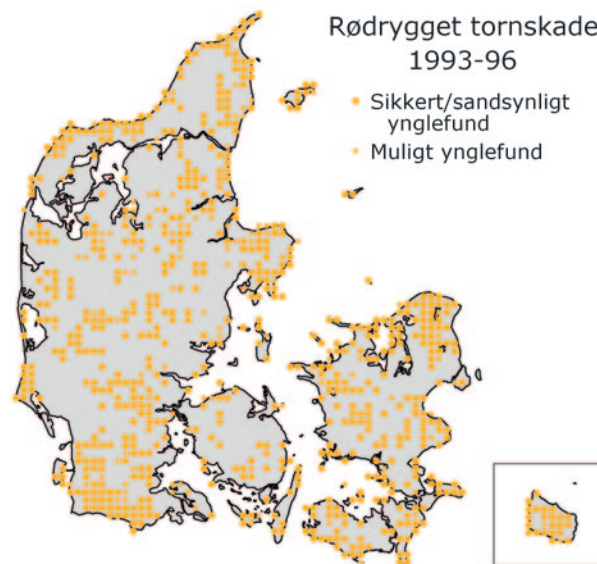 Rødrygget tornskade
1993-96
Sikkert/sandsynligt
ynglefund
Muligt ynglefund